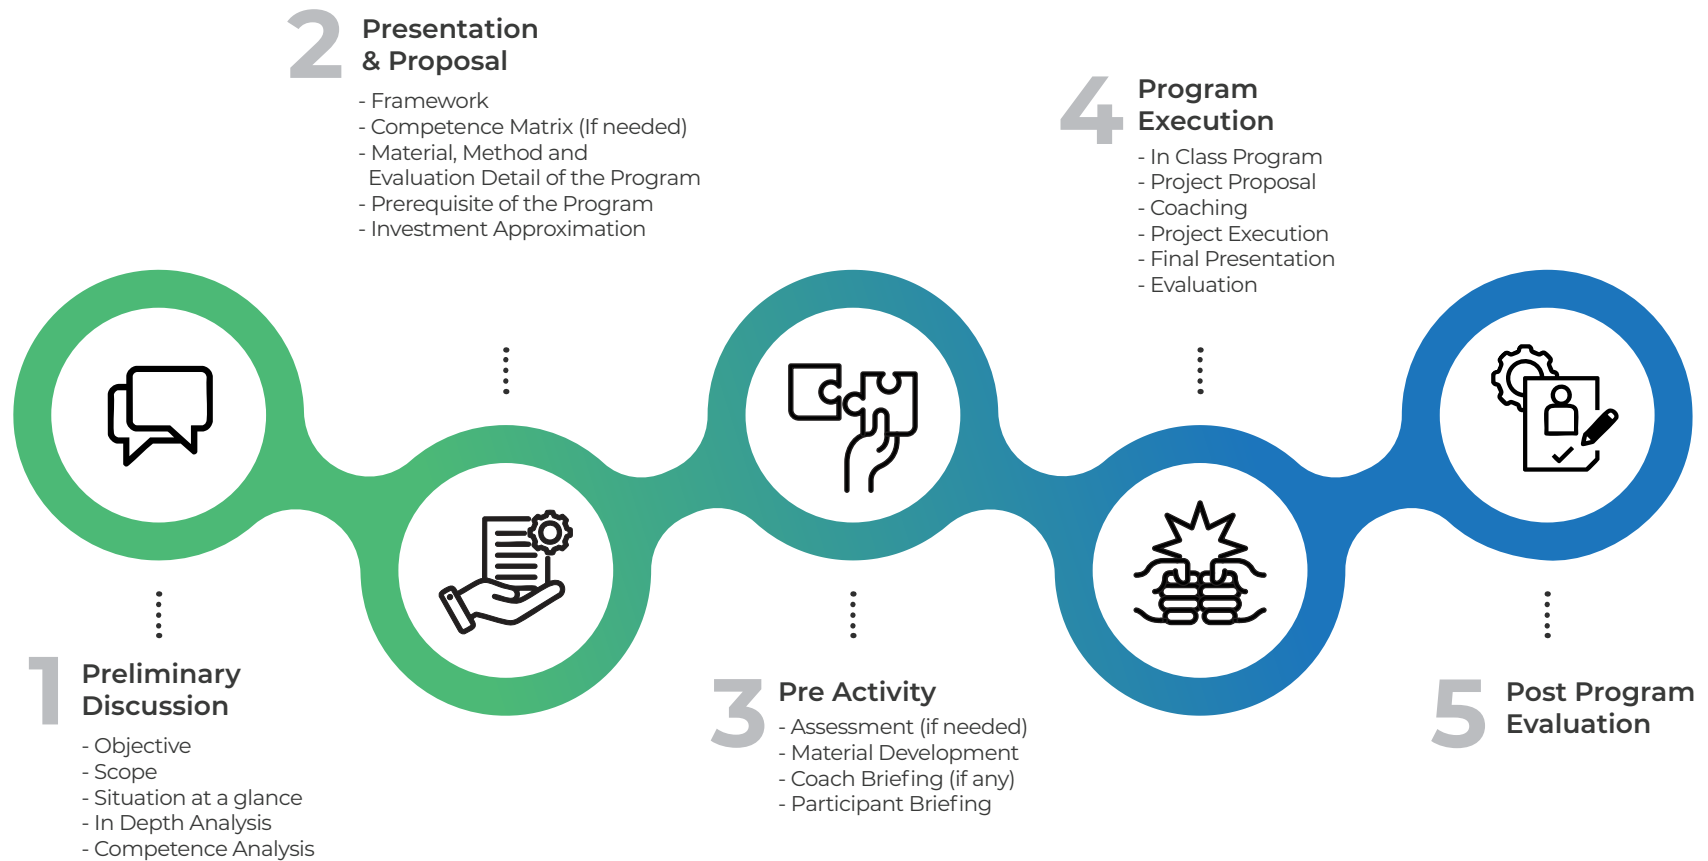 1
Preliminary
Discussion
- Objective
- Scope
- Situation at a glance
- In Depth Analysis
- Competence Analysis
2
Presentation
& Proposal
- Framework
- Competence Matrix (If needed)
- Material, Method and
Evaluation Detail of the Program
- Prerequisite of the Program
- Investment Approximation
3
Pre Activity
- Assessment (if needed)
- Material Development
- Coach Briefing (if any)
- Participant Briefing
4
Program
Execution
- In Class Program
- Project Proposal
- Coaching
- Project Execution
- Final Presentation
- Evaluation
5
Post Program
Evaluation